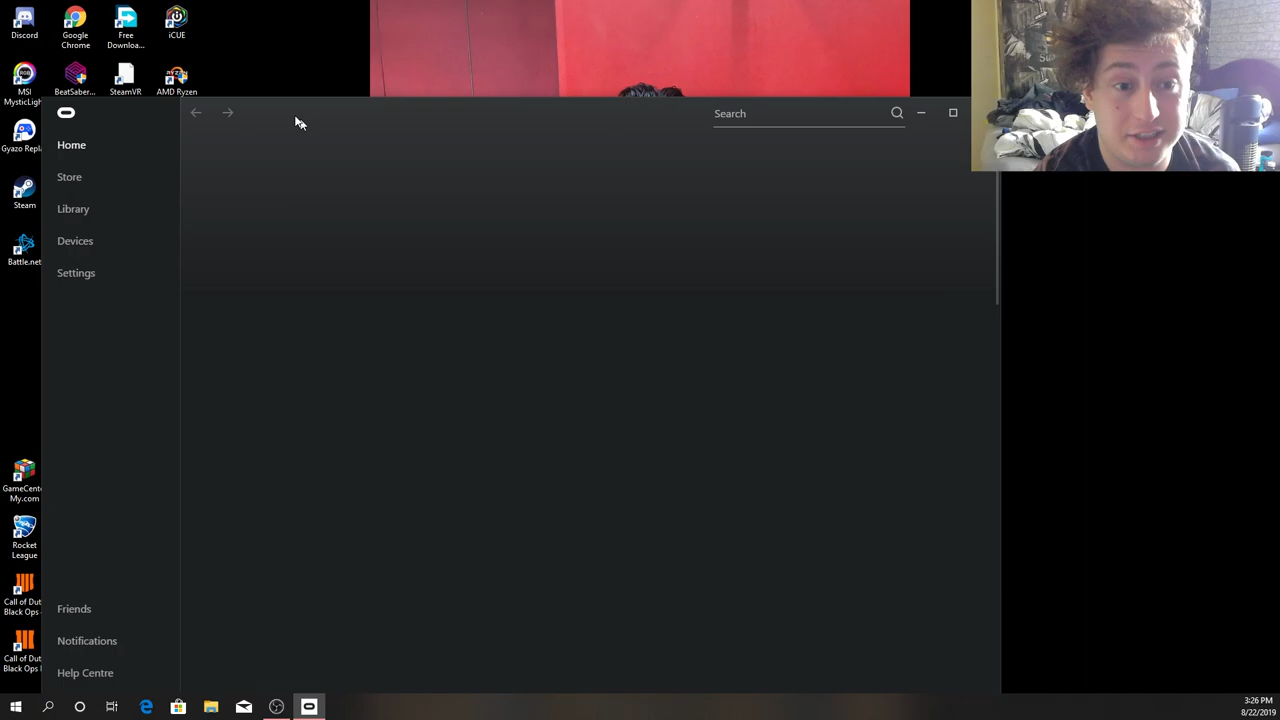 Discord
Google
Chrome
Free
Downloa...
iCUE
MSI
MysticLigh
BeatSaber...
SteamVR
AMD Ryzen
Gyazo Repl
Steam
Battle.net
GameCent
My.com
Rocket
League
Call of Dut
Black Ops
Call of Dut
Black Ops
Home
Store
Library
Devices
Settings
Friends
Notifications
Help Centre
Search
3:26 PM
8/22/2019